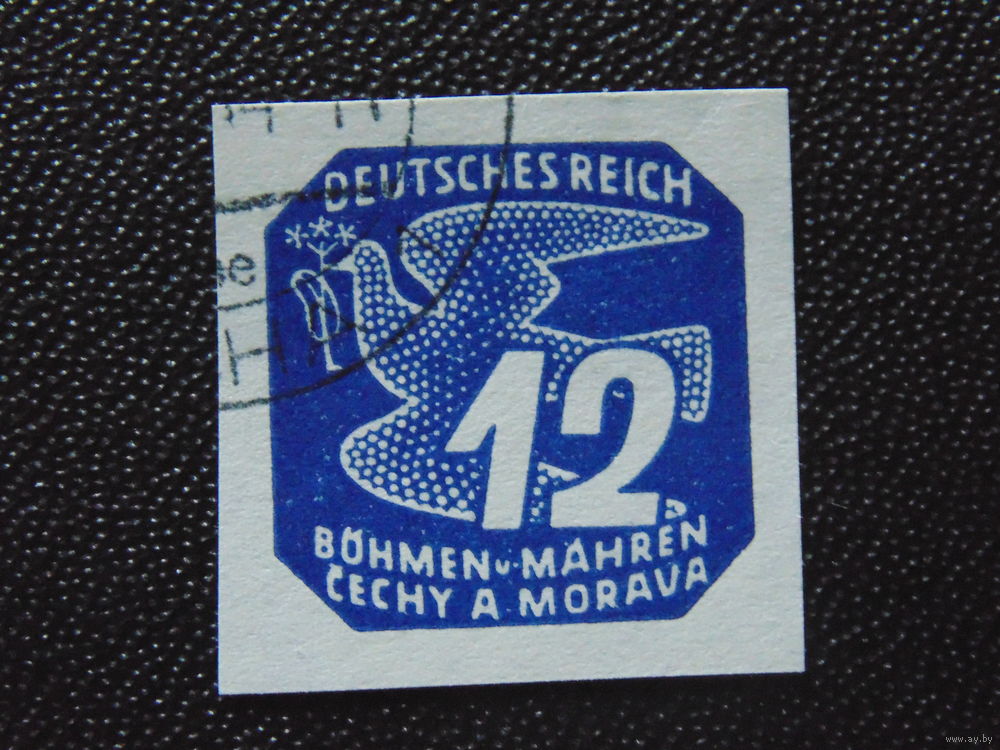 DEUTSCHES REICH
12
BÖHMEN u. MÄHREN
ČECHY A MORAVA
www.ay.by